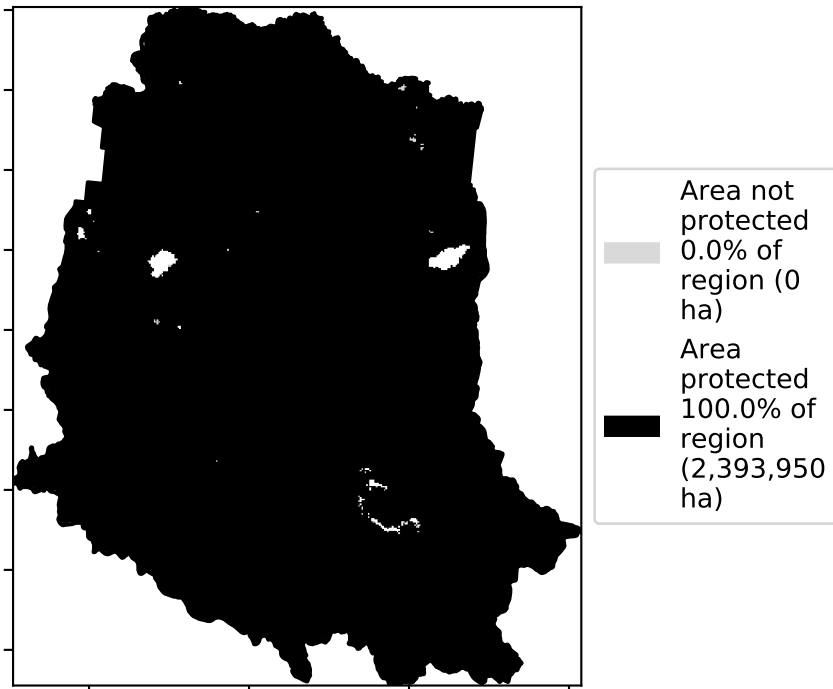 Area not
protected
0.0% of
region (0
ha)
Area
protected
100.0% of
region
(2,393,950
ha)